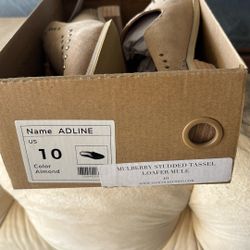 Name ADLINE
US
10
Color
Almond
MULBERRY STUDDED TASSEL
LOAFER MULE